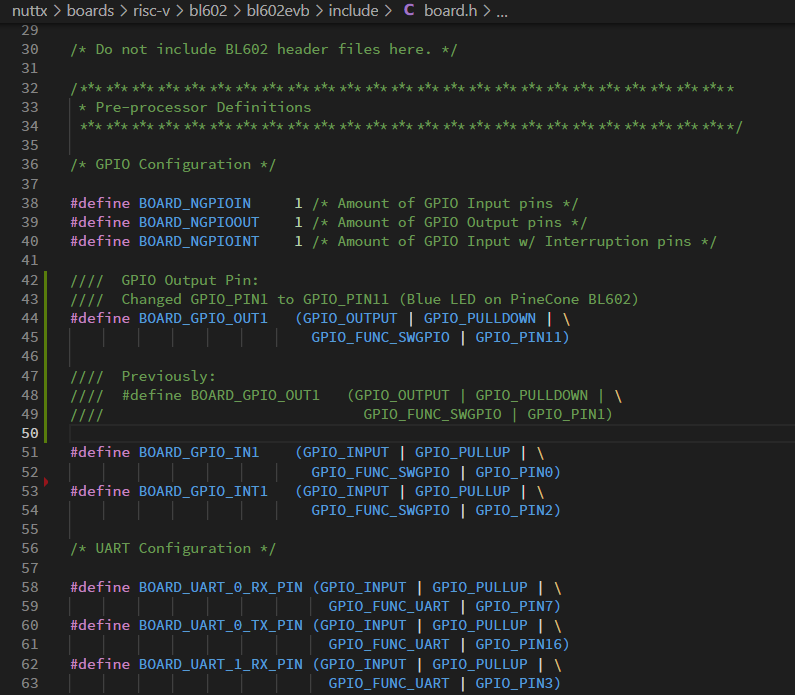 nuttx > boards > risc-v > bl602 > bl602evb > include > C board.h > ...
29
30 /* Do not include BL602 header files here. */
31
32 /****************************************************************************
33 * Pre-processor Definitions
34 ****************************************************************************/
35
36 /* GPIO Configuration */
37
38 #define BOARD_NGPIOIN     1 /* Amount of GPIO Input pins */
39 #define BOARD_NGPIOOUT    1 /* Amount of GPIO Output pins */
40 #define BOARD_NGPIOINT    1 /* Amount of GPIO Input w/ Interruption pins */
41
42 ////  GPIO Output Pin:
43 ////  Changed GPIO_PIN1 to GPIO_PIN11 (Blue LED on PineCone BL602)
44 #define BOARD_GPIO_OUT1   (GPIO_OUTPUT | GPIO_PULLDOWN | \
45                             GPIO_FUNC_SWGPIO | GPIO_PIN11)
46
47 ////  Previously:
48 ////  #define BOARD_GPIO_OUT1   (GPIO_OUTPUT | GPIO_PULLDOWN | \
49 ////                              GPIO_FUNC_SWGPIO | GPIO_PIN1)
50
51 #define BOARD_GPIO_IN1    (GPIO_INPUT | GPIO_PULLUP | \
52                             GPIO_FUNC_SWGPIO | GPIO_PIN0)
53 #define BOARD_GPIO_INT1   (GPIO_INPUT | GPIO_PULLUP | \
54                             GPIO_FUNC_SWGPIO | GPIO_PIN2)
55
56 /* UART Configuration */
57
58 #define BOARD_UART_0_RX_PIN (GPIO_INPUT | GPIO_PULLUP | \
59                               GPIO_FUNC_UART | GPIO_PIN7)
60 #define BOARD_UART_0_TX_PIN (GPIO_INPUT | GPIO_PULLUP | \
61                               GPIO_FUNC_UART | GPIO_PIN16)
62 #define BOARD_UART_1_RX_PIN (GPIO_INPUT | GPIO_PULLUP | \
63                               GPIO_FUNC_UART | GPIO_PIN3)